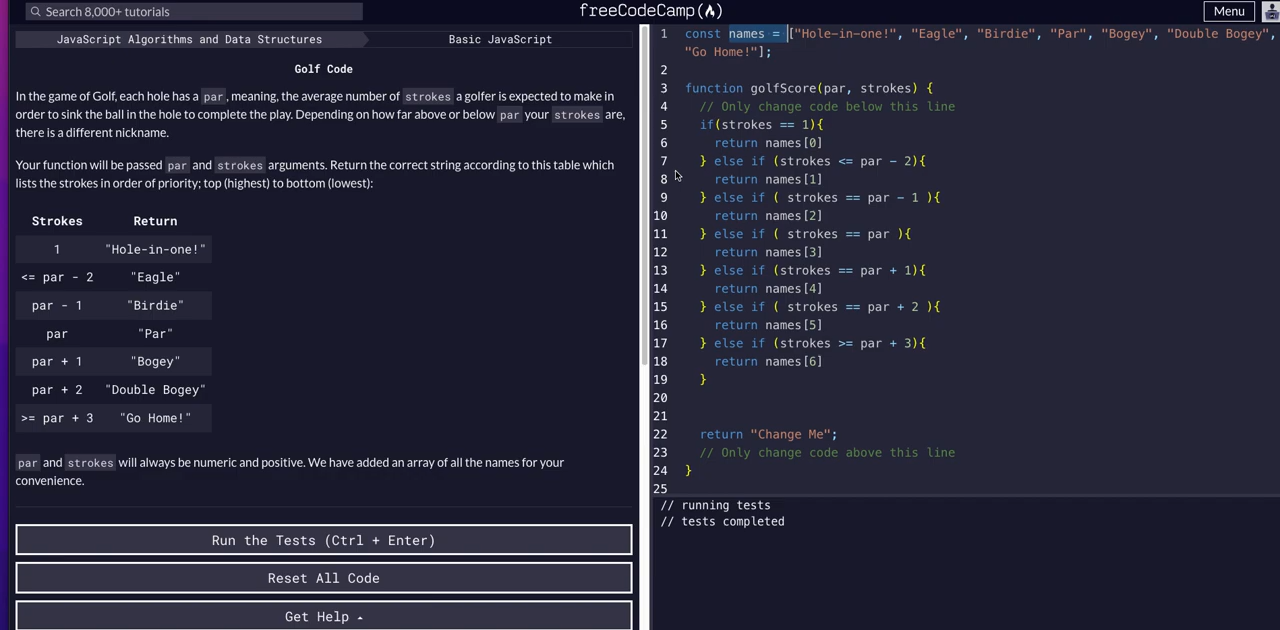 Search 8,000+ tutorials
freeCodeCamp(🔥)
Menu
JavaScript Algorithms and Data Structures
Basic JavaScript
Golf Code
In the game of Golf, each hole has a par, meaning, the average number of strokes a golfer is expected to make in
order to sink the ball in the hole to complete the play. Depending on how far above or below par your strokes are,
there is a different nickname.
Your function will be passed par and strokes arguments. Return the correct string according to this table which
lists the strokes in order of priority; top (highest) to bottom (lowest):
Strokes Return
1 "Hole-in-one!"
<= par - 2 "Eagle"
par - 1 "Birdie"
par "Par"
par + 1 "Bogey"
par + 2 "Double Bogey"
>= par + 3 "Go Home!"
par and strokes will always be numeric and positive. We have added an array of all the names for your
convenience.
Run the Tests (Ctrl + Enter)
Reset All Code
Get Help
1 const names = ["Hole-in-one!", "Eagle", "Birdie", "Par", "Bogey", "Double Bogey",
"Go Home!"];
2
3 function golfScore(par, strokes) {
4 // Only change code below this line
5 if(strokes == 1){
6 return names[0]
7 } else if (strokes <= par - 2){
8 return names[1]
9 } else if ( strokes == par - 1 ){
10 return names[2]
11 } else if ( strokes == par ){
12 return names[3]
13 } else if (strokes == par + 1){
14 return names[4]
15 } else if ( strokes == par + 2 ){
16 return names[5]
17 } else if (strokes >= par + 3){
18 return names[6]
19 }
20
21
22 return "Change Me";
23 // Only change code above this line
24 }
25
// running tests
// tests completed